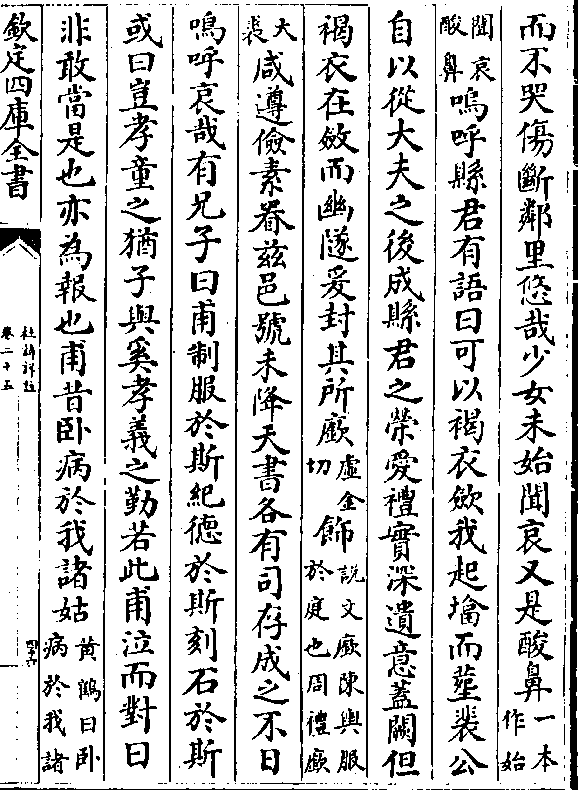 而不哭傷斷鄰里悠哉少女未始聞哀又是酸鼻一本作始
聞哀酸鼻嗚呼縣君有語曰可以褐衣斂我起塔而葬裴公
自以從大夫之後成縣君之榮愛禮實深遺意蓋闕但
褐衣在斂而幽隧爰封其所廞虛金切飾說文廞陳輿服於庭也周禮廞
大裘咸遵儉素眷茲邑號未降天書各有司存成之不日
嗚呼哀哉有兄子曰甫制服於斯紀德於斯刻石於斯
或曰豈孝童之猶子與奚孝義之勤若此甫泣而對曰
非敢當是也亦為報也甫昔卧病於我諸姑黄鶴曰卧病於我諸
欽定四庫全書
杜詩詳註
卷二十五
四十六